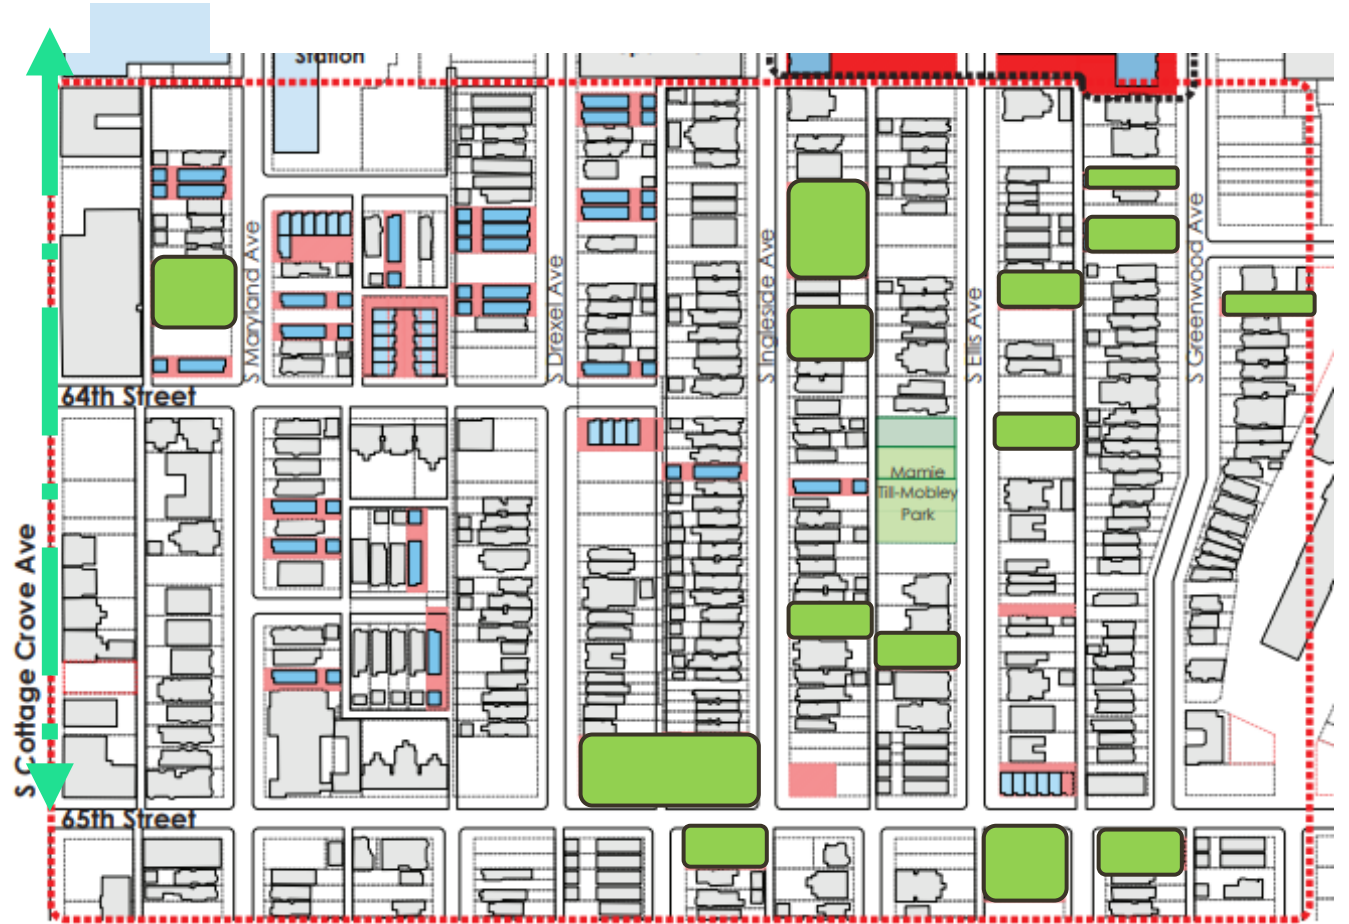 Station
S Maryland Ave
S Drexel Ave
S Ingleside Ave
S Ellis Ave
S Greenwood Ave
64th Street
Mamie
Till-Mobley
Park
S Cottage Grove Ave
65th Street